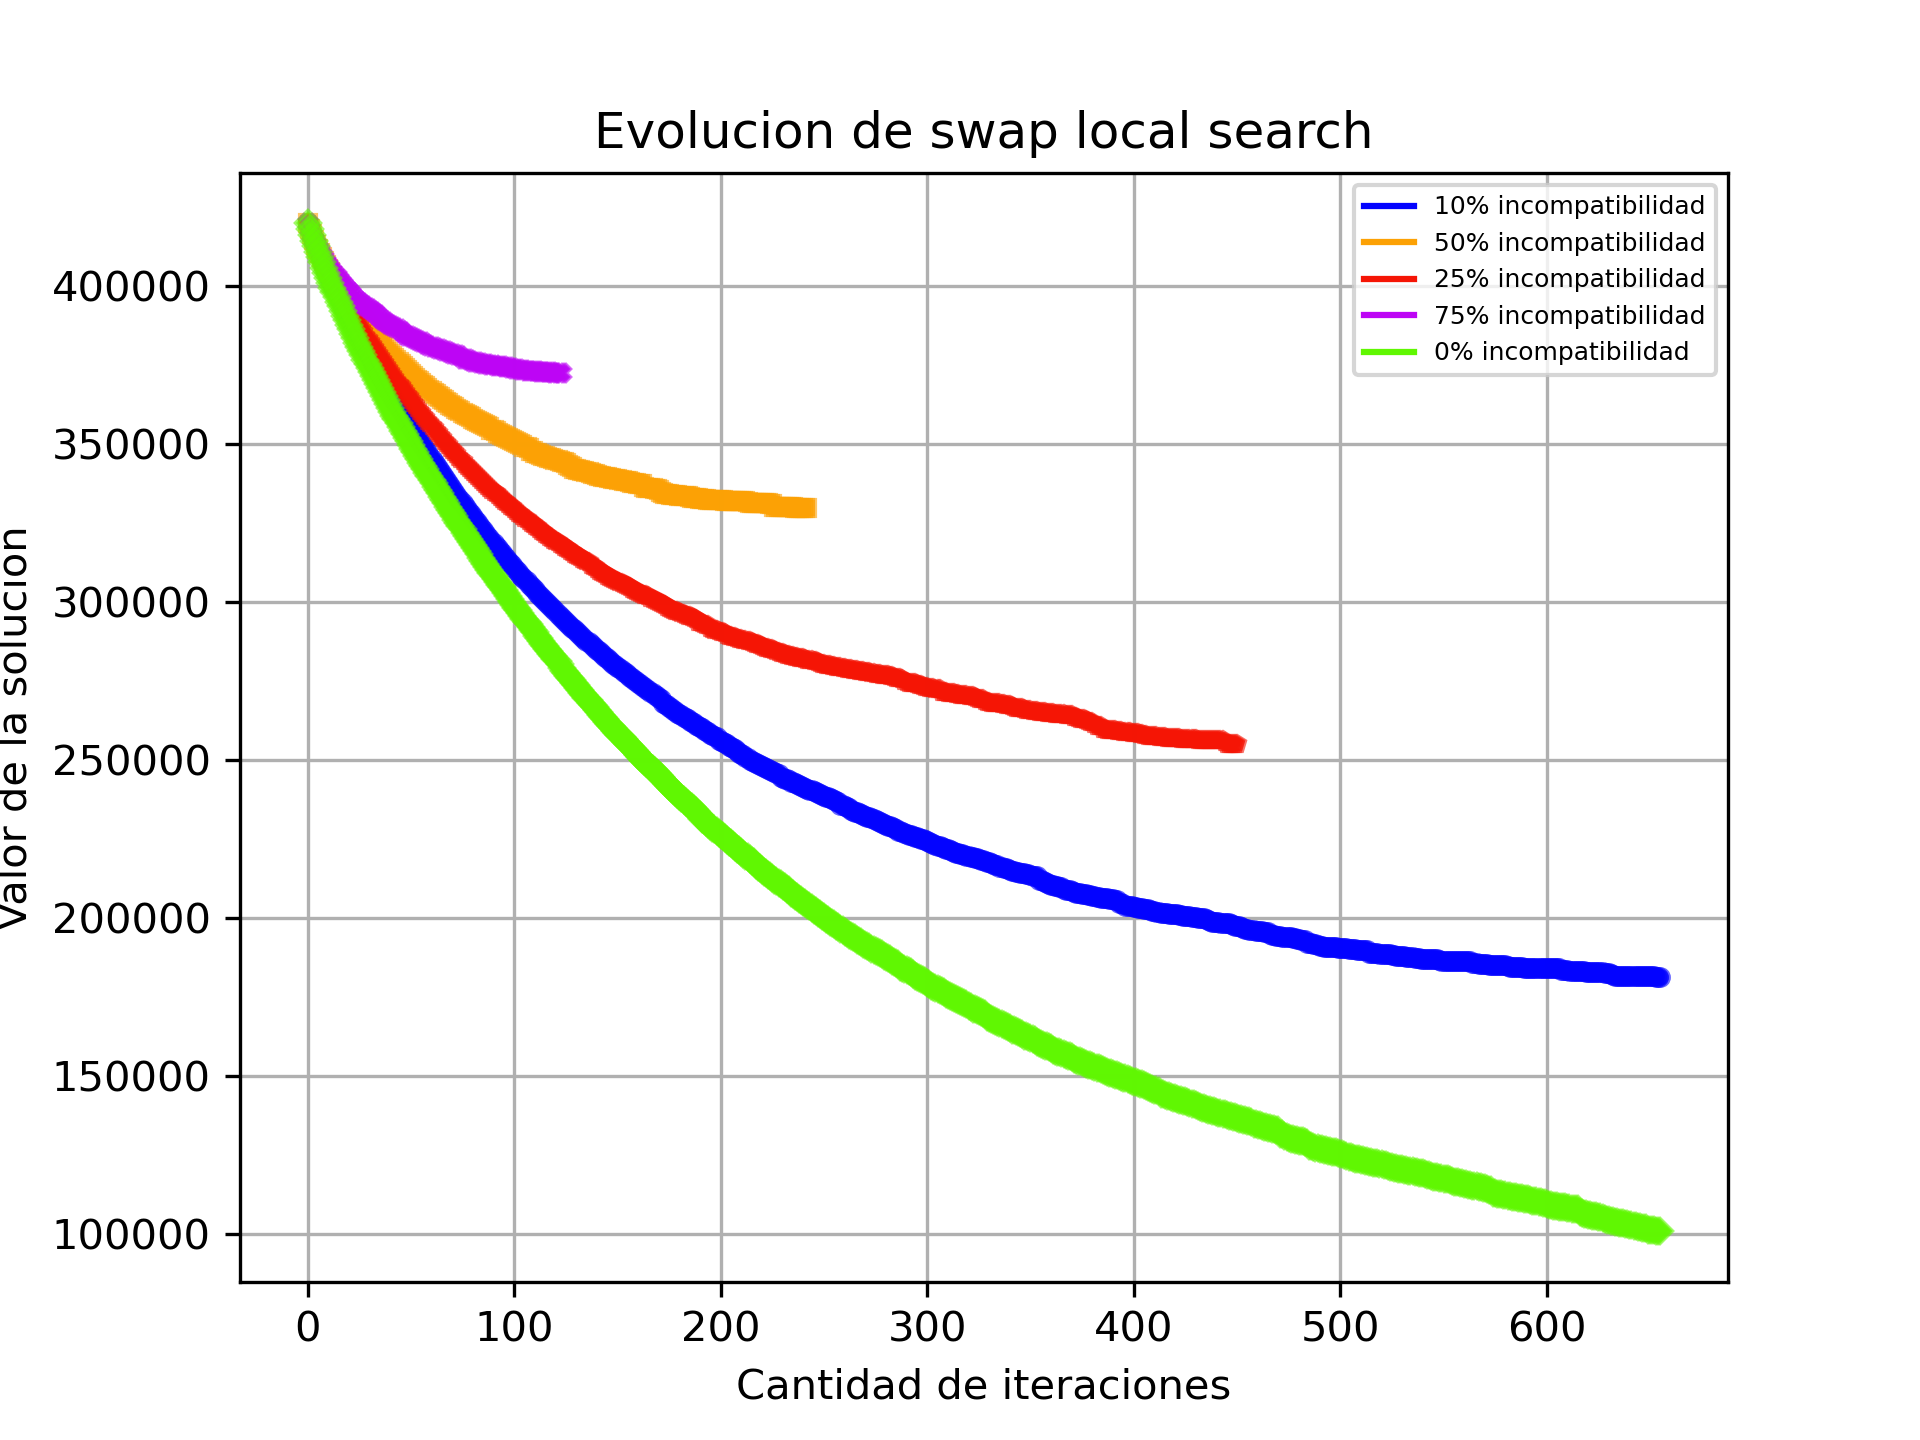 Evolucion de swap local search
10% incompatibilidad
50% incompatibilidad
25% incompatibilidad
75% incompatibilidad
0% incompatibilidad
400000
350000
300000
250000
200000
150000
100000
Valor de la solucion
0 100 200 300 400 500 600
Cantidad de iteraciones